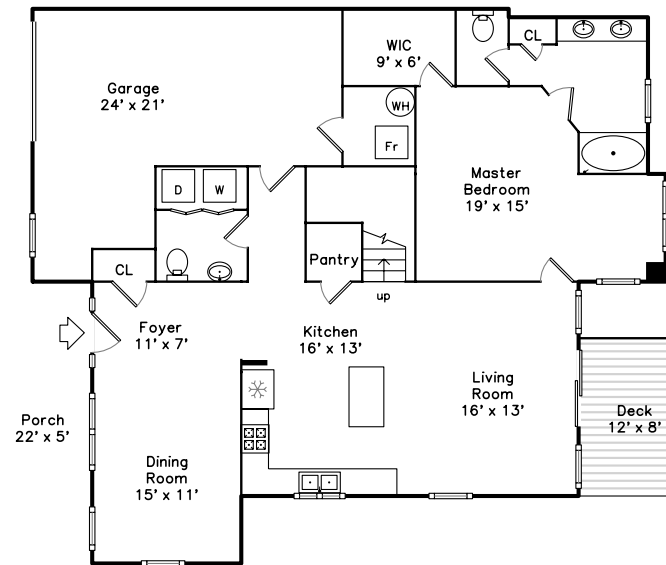 WIC
9' x 6'
CL
Garage
24' x 21'
WH
Fr
Master
Bedroom
19' x 15'
D
W
Pantry
CL
up
Foyer
11' x 7'
Kitchen
16' x 13'
Living
Room
16' x 13'
Porch
22' x 5'
Deck
12' x 8'
Dining
Room
15' x 11'